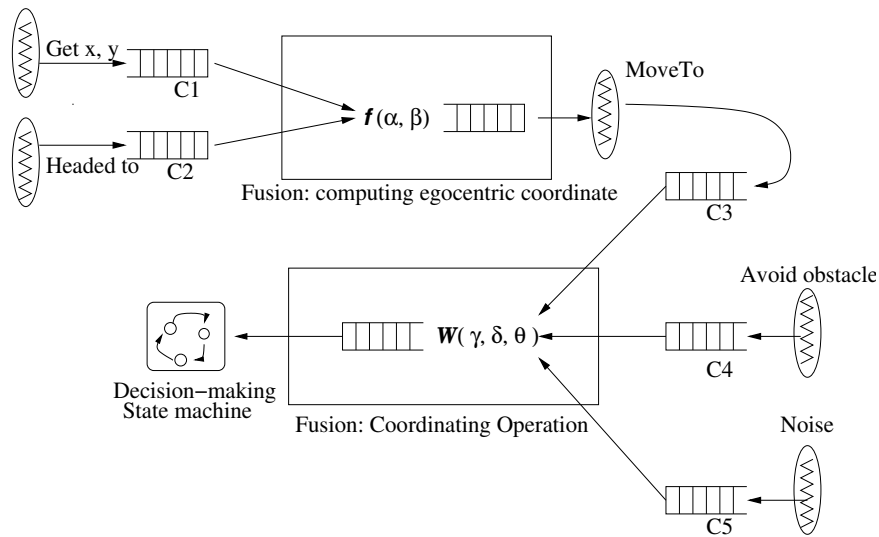 Get x, y
C1
Headed to
C2
f(α, β)
Fusion: computing egocentric coordinate
MoveTo
C3
Avoid obstacle
C4
W( γ, δ, θ )
Decision−making
State machine
Fusion: Coordinating Operation
Noise
C5